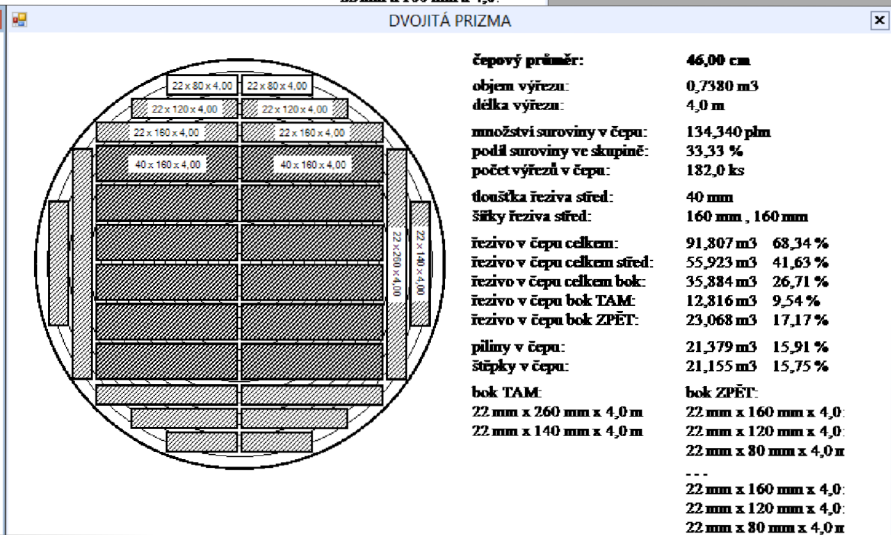 DVOJITÁ PRIZMA
22 x 80 x 4,00 22 x 80 x 4,00
22 x 120 x 4,00 22 x 120 x 4,00
22 x 160 x 4,00 22 x 160 x 4,00
40 x 160 x 4,00 40 x 160 x 4,00
22 x 260 x 4,00
22 x 140 x 4,00
čepový průměr: 46,00 cm
objem výřezu: 0,7380 m3
délka výřezu: 4,0 m
množství suroviny v čepu: 134,340 plm
podíl suroviny ve skupině: 33,33 %
počet výřezů v čepu: 182,0 ks
tloušťka řeziva střed: 40 mm
šířky řeziva střed: 160 mm , 160 mm
řezivo v čepu celkem: 91,807 m3 68,34 %
řezivo v čepu celkem střed: 55,923 m3 41,63 %
řezivo v čepu celkem bok: 35,884 m3 26,71 %
řezivo v čepu bok TAM: 12,816 m3 9,54 %
řezivo v čepu bok ZPĚT: 23,068 m3 17,17 %
piliny v čepu: 21,379 m3 15,91 %
štěpky v čepu: 21,155 m3 15,75 %
bok TAM: bok ZPĚT:
22 mm x 260 mm x 4,0 m 22 mm x 160 mm x 4,0
22 mm x 140 mm x 4,0 m 22 mm x 120 mm x 4,0
22 mm x 80 mm x 4,0 m
- - -
22 mm x 160 mm x 4,0
22 mm x 120 mm x 4,0
22 mm x 80 mm x 4,0 m